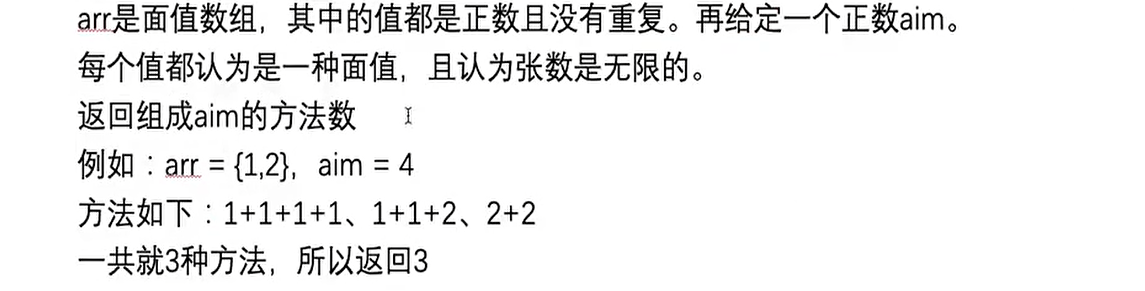 arr是面值数组，其中的值都是正数且没有重复。再给定一个正数aim。
每个值都认为是一种面值，且认为张数是无限的。
返回组成aim的方法数
例如：arr = {1,2}，aim = 4
方法如下：1+1+1+1、1+1+2、2+2
一共就3种方法，所以返回3